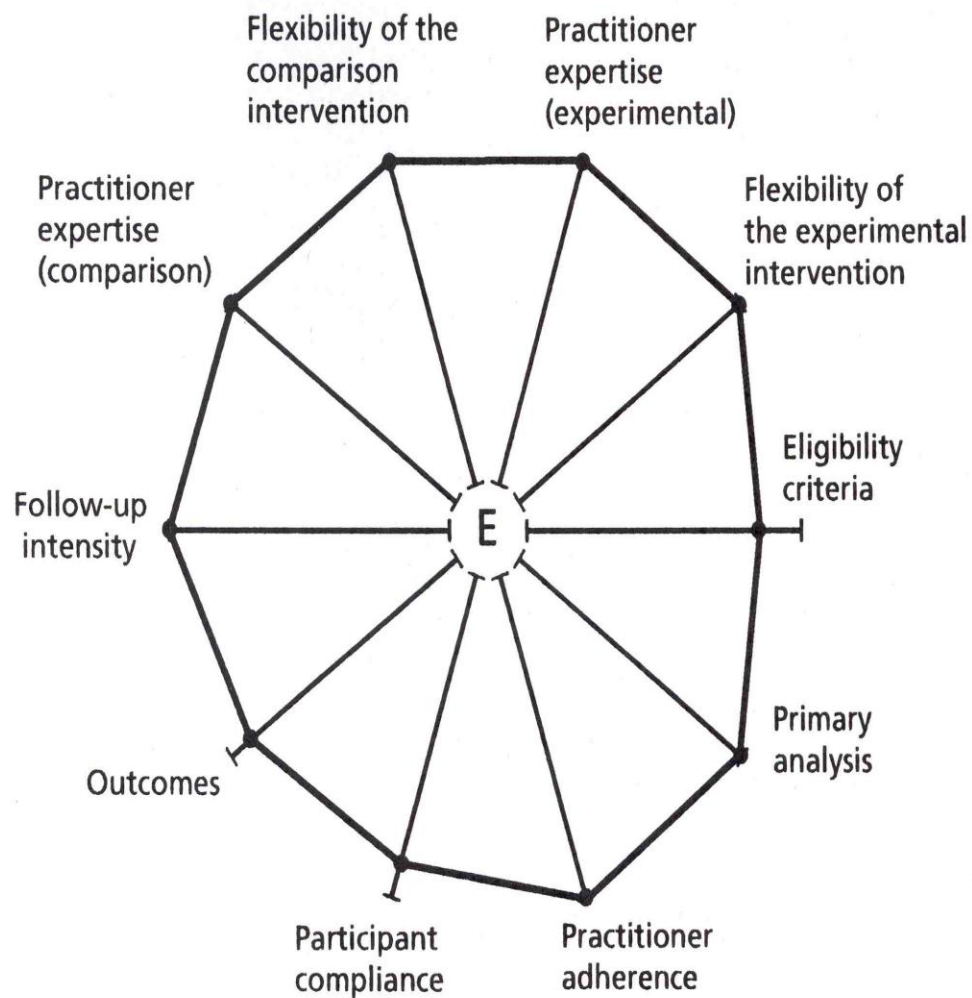 Flexibility of the
comparison
intervention
Practitioner
expertise
(experimental)
Practitioner
expertise
(comparison)
Flexibility of
the experimental
intervention
Eligibility
criteria
Follow-up
intensity
E
Primary
analysis
Outcomes
Participant
compliance
Practitioner
adherence